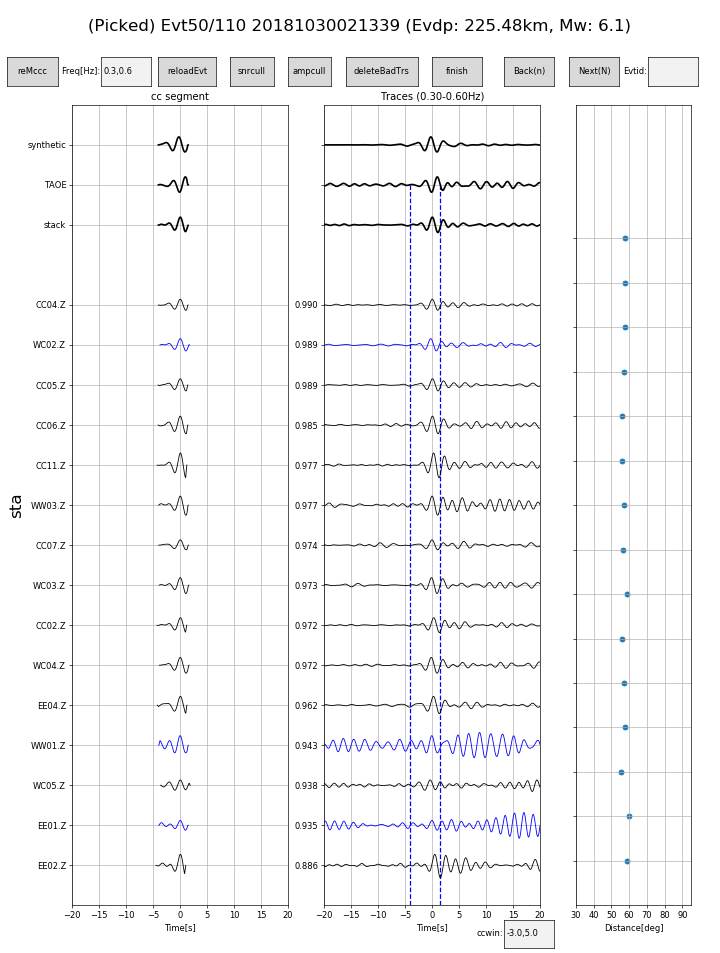 (Picked) Evt50/110 20181030021339 (Evdp: 225.48km, Mw: 6.1)
reMccc Freq[Hz]: 0.3,0.6 reloadEvt snrcull ampcull deleteBadTrs finish Back(n) Next(N) Evtid:
cc segment Traces (0.30-0.60Hz)
synthetic
TAOE
stack
CC04.Z 0.990
WC02.Z 0.989
CC05.Z 0.989
CC06.Z 0.985
CC11.Z 0.977
WW03.Z 0.977
sta
CC07.Z 0.974
WC03.Z 0.973
CC02.Z 0.972
WC04.Z 0.972
EE04.Z 0.962
WW01.Z 0.943
WC05.Z 0.938
EE01.Z 0.935
EE02.Z 0.886
−20 −15 −10 −5 0 5 10 15 20 −20 −15 −10 −5 0 5 10 15 20 30 40 50 60 70 80 90
Time[s] Time[s] Distance[deg]
ccwin: -3.0,5.0